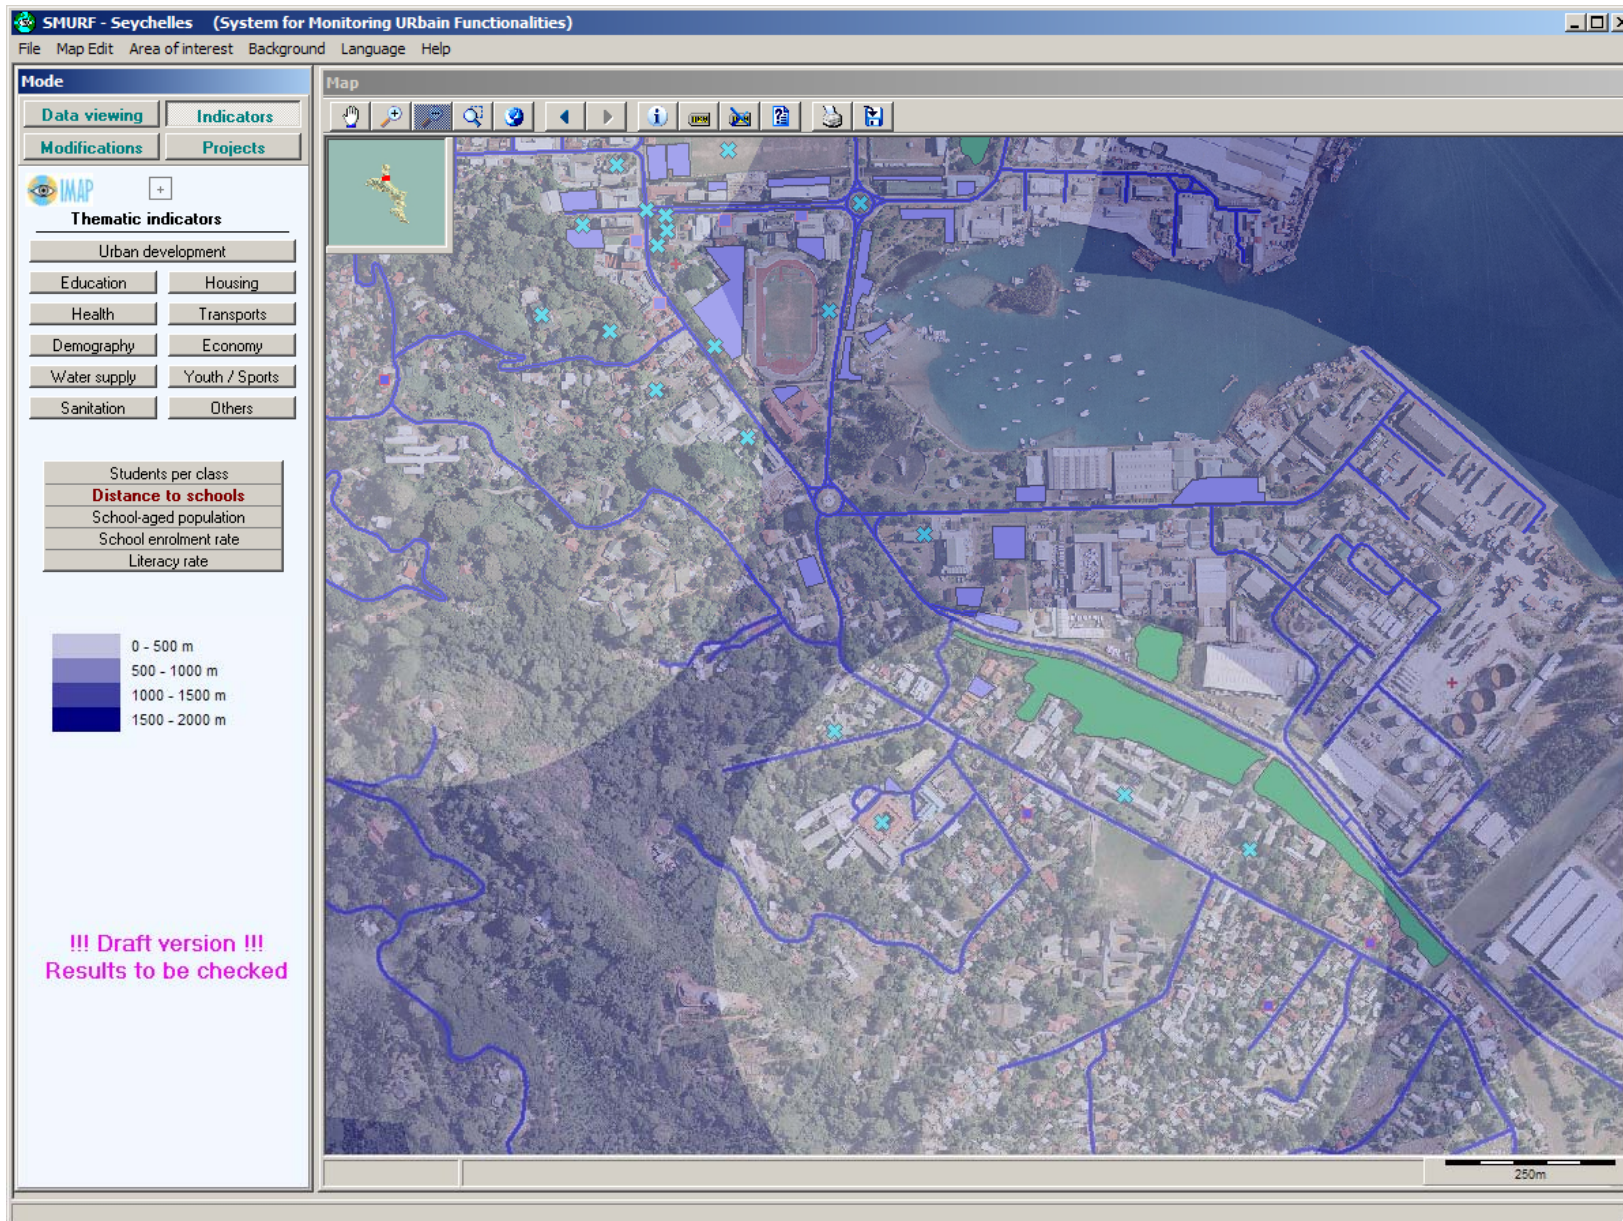 SMURF - Seychelles (System for Monitoring URbain Functionalities)
File Map Edit Area of interest Background Language Help
Mode
Map
Data viewing Indicators
Modifications Projects
IMAP
Thematic indicators
Urban development
Education Housing
Health Transports
Demography Economy
Water supply Youth / Sports
Sanitation Others
Students per class
Distance to schools
School-aged population
School enrolment rate
Literacy rate
0 - 500 m
500 - 1000 m
1000 - 1500 m
1500 - 2000 m
!!! Draft version !!!
Results to be checked
250m